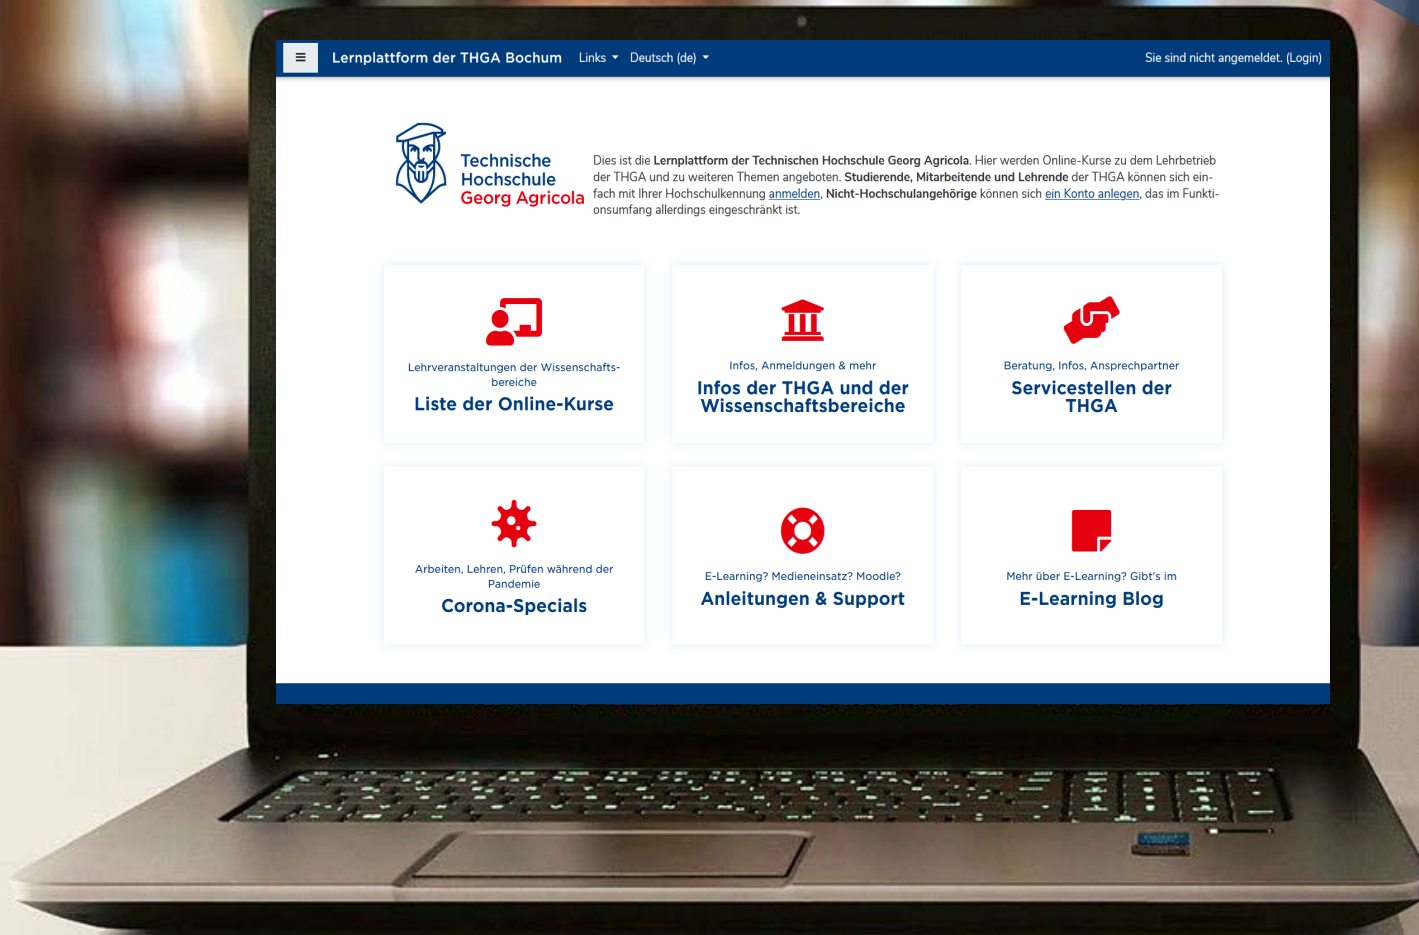 Lernplattform der THGA Bochum Links Deutsch (de) Sie sind nicht angemeldet. (Login)
Technische
Hochschule
Georg Agricola
Dies ist die Lernplattform der Technischen Hochschule Georg Agricola. Hier werden Online-Kurse zu dem Lehrbetrieb
der THGA und zu weiteren Themen angeboten. Studierende, Mitarbeitende und Lehrende der THGA können sich ein-
fach mit Ihrer Hochschulkennung anmelden, Nicht-Hochschulangehörige können sich ein Konto anlegen, das im Funkti-
onsumfang allerdings eingeschränkt ist.
Lehrveranstaltungen der Wissenschafts-
bereiche
Liste der Online-Kurse
Infos, Anmeldungen & mehr
Infos der THGA und der
Wissenschaftsbereiche
Beratung, Infos, Ansprechpartner
Servicestellen der
THGA
Arbeiten, Lehren, Prüfen während der
Pandemie
Corona-Specials
E-Learning? Medieneinsatz? Moodle?
Anleitungen & Support
Mehr über E-Learning? Gibt's im
E-Learning Blog